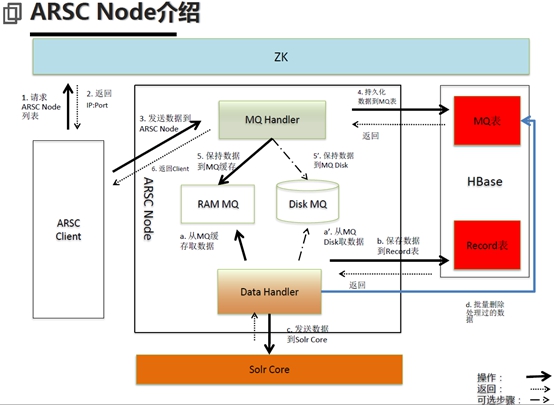 ARSC Node介绍
ZK
1. 请求
ARSC Node
列表
2. 返回
IP:Port
3. 发送数据到
ARSC Node
MQ Handler
4. 持久化
数据到MQ表
返回
MQ表
6. 返回Client
5. 保持数据
到MQ缓存
5'. 保持数据
到MQ Disk
HBase
ARSC
Client
ARSC Node
RAM MQ
Disk MQ
a. 从MQ缓
存取数据
a'. 从MQ
Disk取数据
b. 保存数据
到Record表
Record表
返回
Data Handler
c. 发送数据
到Solr Core
d. 批量删除
处理过的数
据
Solr Core
操作：
返回：
可选步骤：